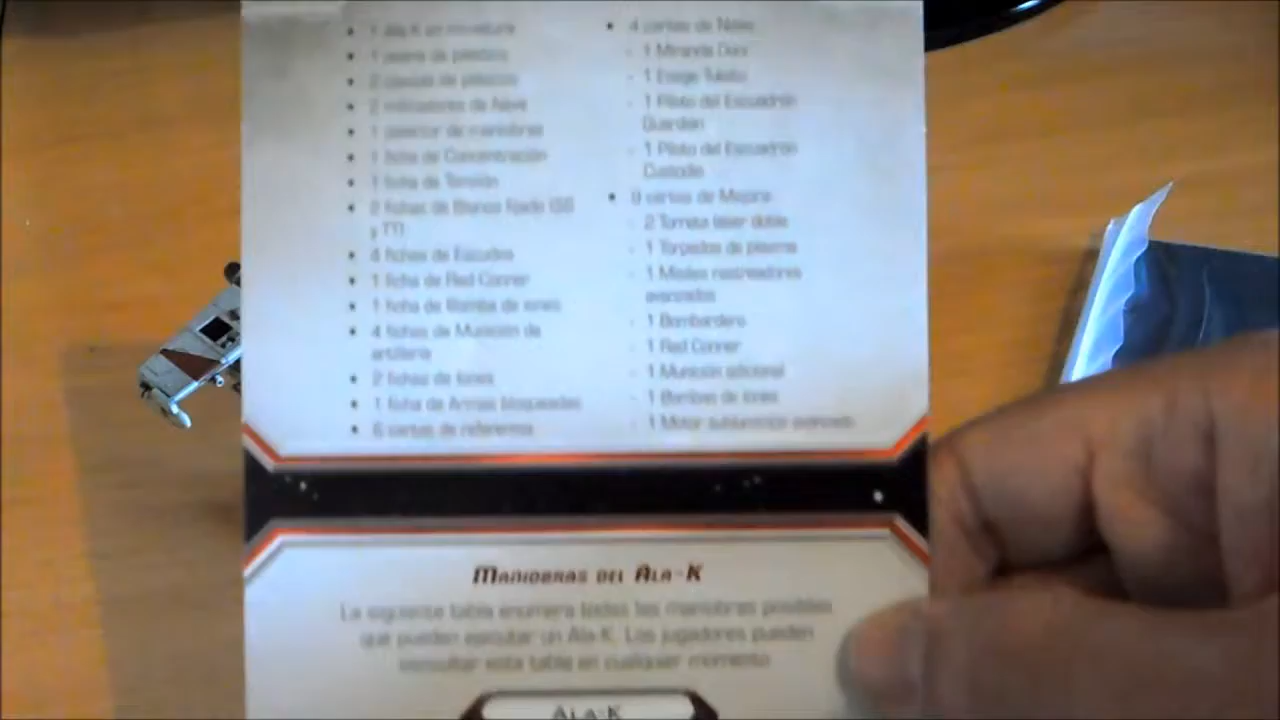 1 Ala-K en miniatura
1 peana de plástico
2 indicadores de Nave
1 selector de maniobras
1 ficha de Concentración
1 ficha de Tensión
2 fichas de Blanco fijado (SS
y TT)
4 fichas de Escudos
1 ficha de Red Conner
1 ficha de Bomba de iones
4 fichas de Munición de
artillería
2 fichas de Iones
1 ficha de Armas bloqueadas
6 cartas de referencia
4 cartas de Nave
- 1 Miranda Doni
- 1 Esege Tuketu
- 1 Piloto del Escuadrón
Guardián
- 1 Piloto del Escuadrón
Custodio
9 cartas de Mejora
- 2 Torreta láser doble
- 1 Torpedos de plasma
- 1 Misiles rastreadores
avanzados
- 1 Bombardero
- 1 Red Conner
- 1 Munición adicional
- 1 Bombas de iones
- 1 Motor sublumínico avanzado
Maniobras del Ala-K
La siguiente tabla enumera todas las maniobras posibles
que pueden ejecutar un Ala-K. Los jugadores pueden
consultar esta tabla en cualquier momento
Ala-K